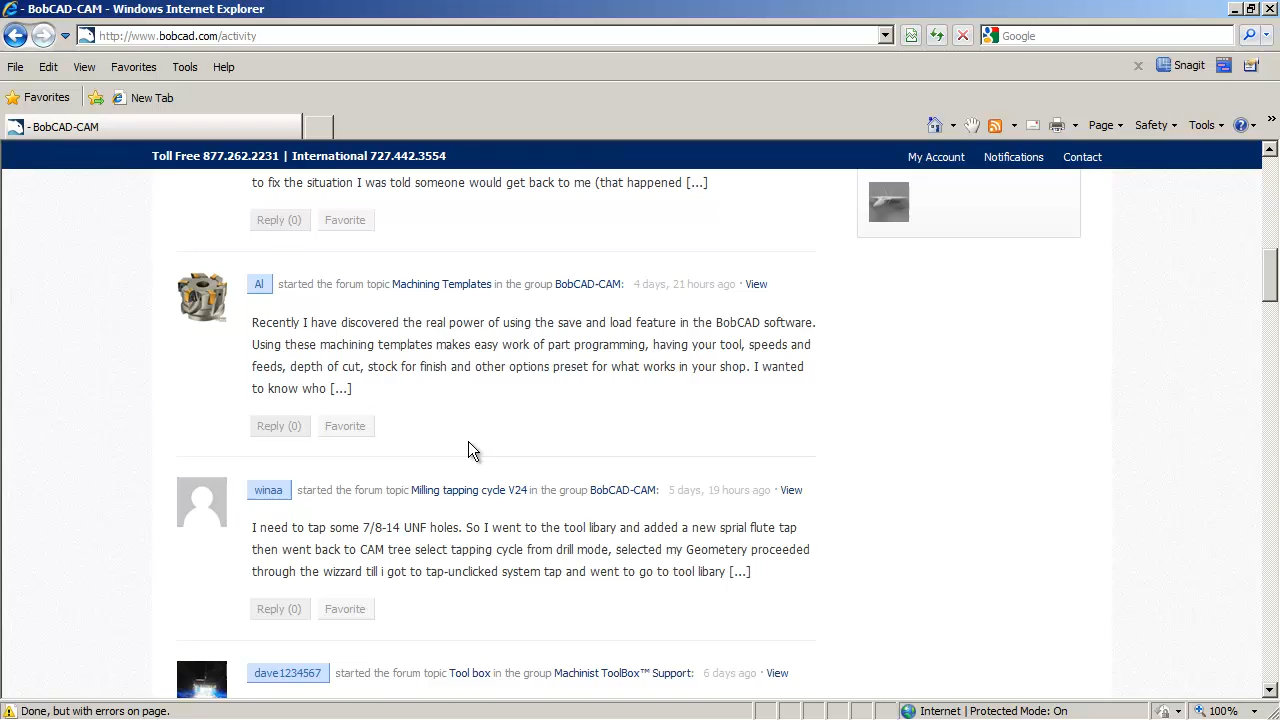 - BobCAD-CAM - Windows Internet Explorer
http://www.bobcad.com/activity
Google
File Edit View Favorites Tools Help
Snagit
Favorites New Tab
- BobCAD-CAM
Page Safety Tools
Toll Free 877.262.2231 | International 727.442.3554
My Account Notifications Contact
to fix the situation I was told someone would get back to me (that happened [...]
Reply (0) Favorite
Al started the forum topic Machining Templates in the group BobCAD-CAM: 4 days, 21 hours ago · View
Recently I have discovered the real power of using the save and load feature in the BobCAD software.
Using these machining templates makes easy work of part programming, having your tool, speeds and
feeds, depth of cut, stock for finish and other options preset for what works in your shop. I wanted
to know who [...]
Reply (0) Favorite
winaa started the forum topic Milling tapping cycle V24 in the group BobCAD-CAM: 5 days, 19 hours ago · View
I need to tap some 7/8-14 UNF holes. So I went to the tool libary and added a new sprial flute tap
then went back to CAM tree select tapping cycle from drill mode, selected my Geometery proceeded
through the wizzard till i got to tap-unclicked system tap and went to go to tool libary [...]
Reply (0) Favorite
dave1234567 started the forum topic Tool box in the group Machinist ToolBox™ Support: 6 days ago · View
Done, but with errors on page.
Internet | Protected Mode: On
100%